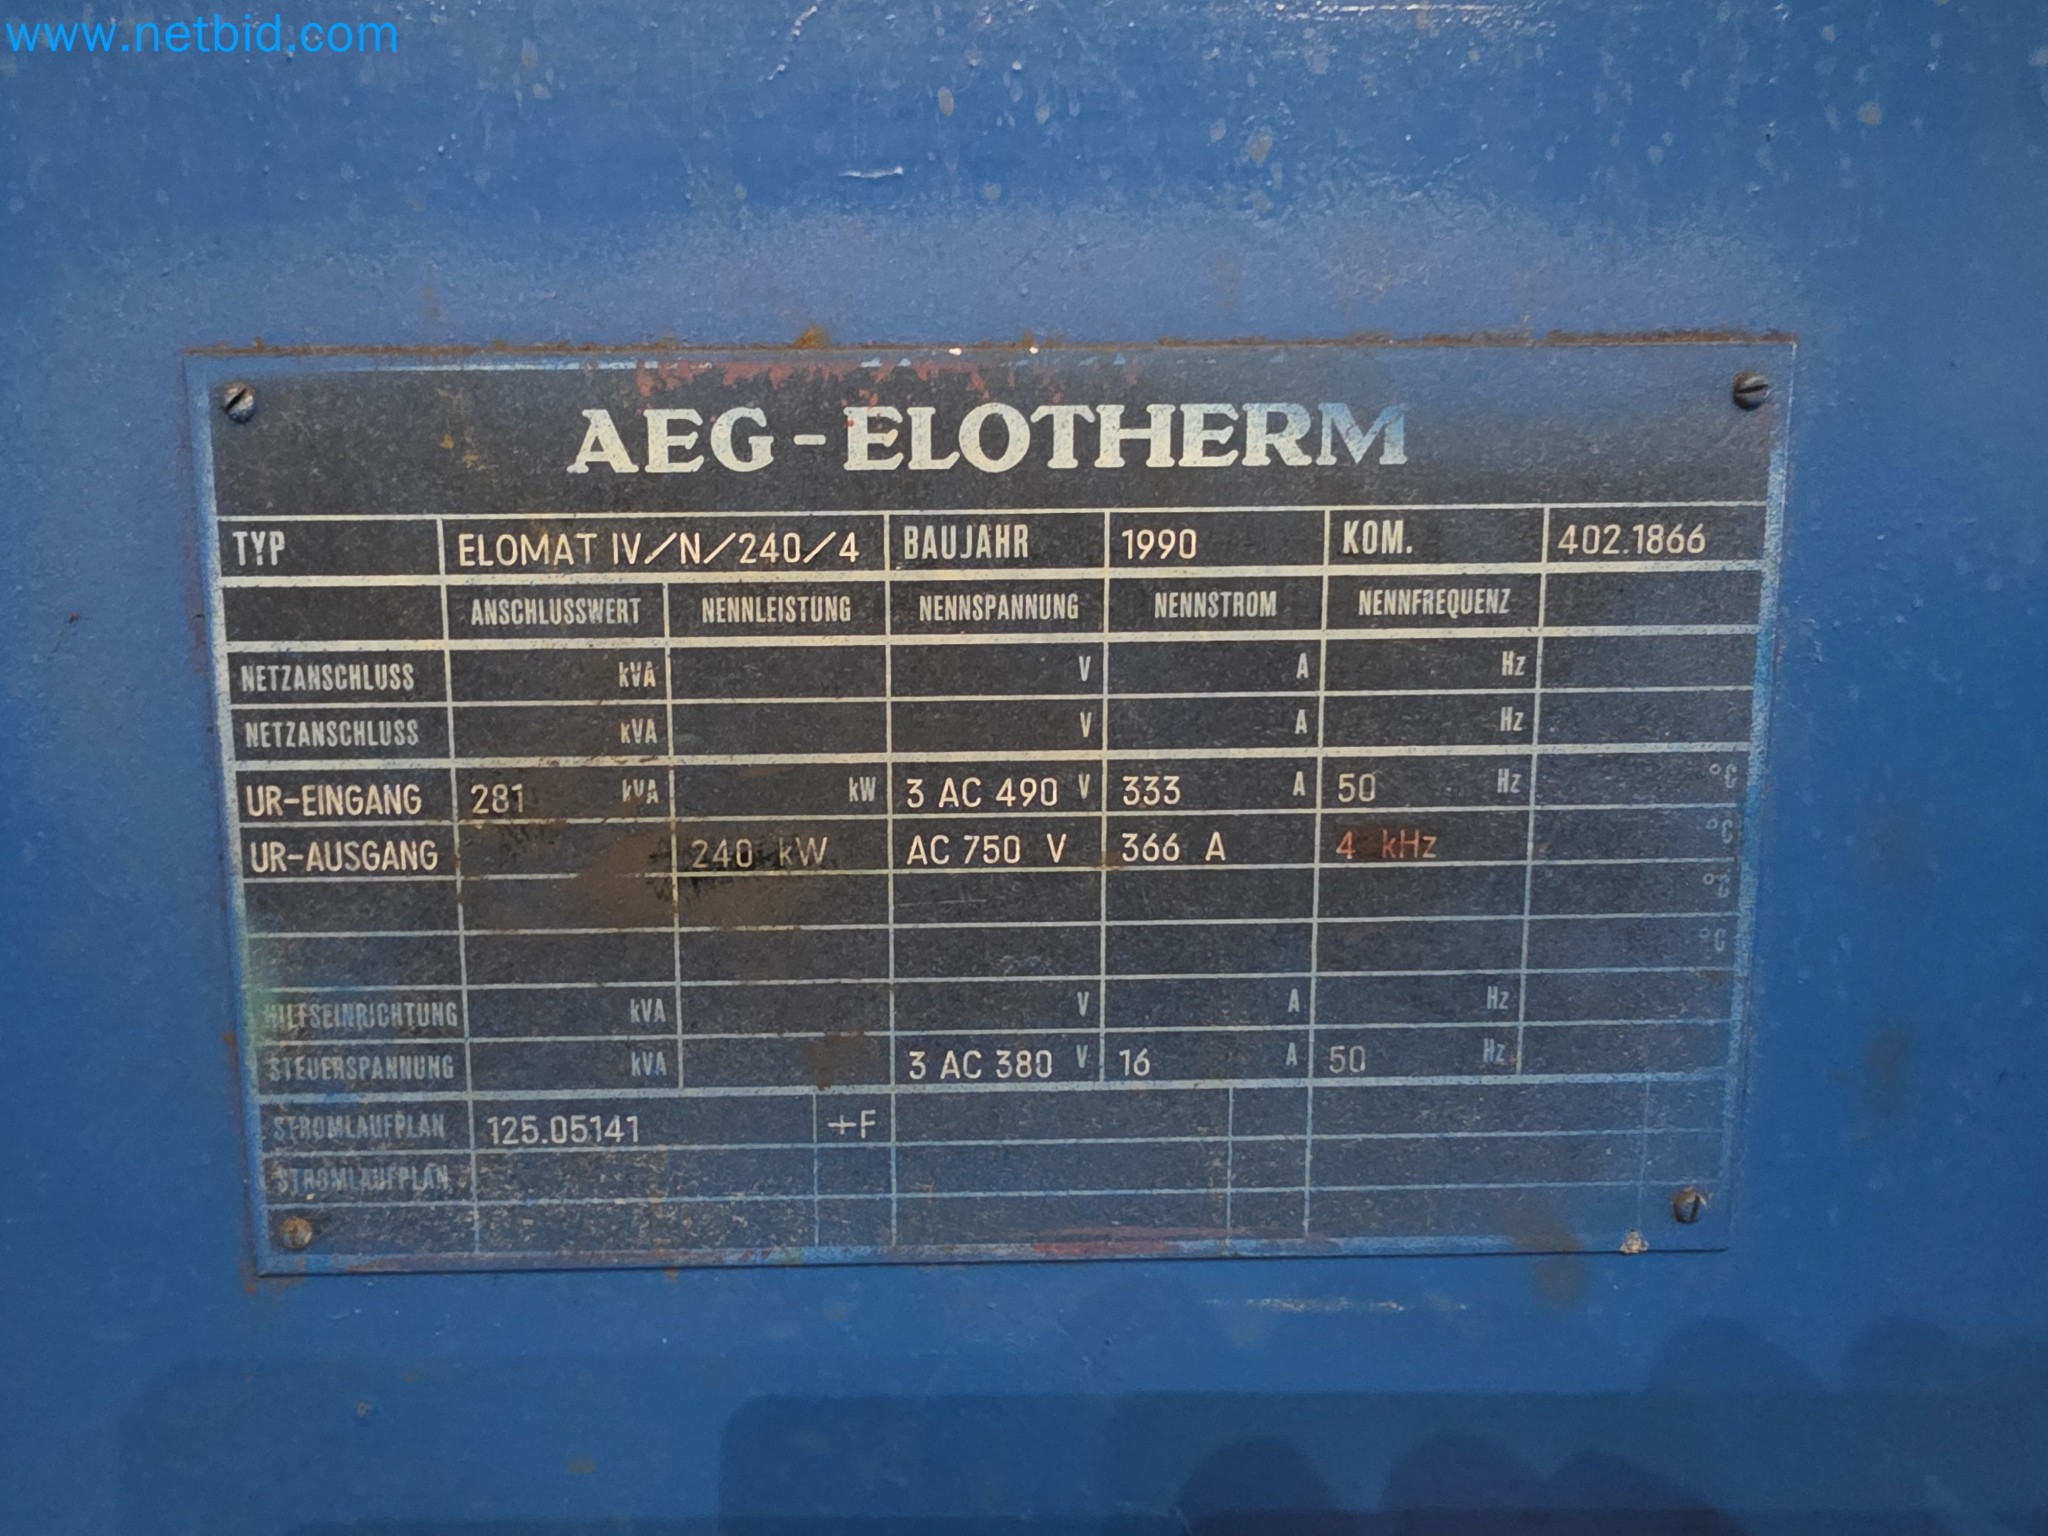 www.netbid.com
AEG-ELOTHERM
TYP ELOMAT IV/N/240/4 BAUJAHR 1990 KOM. 402.1866
ANSCHLUSSWERT NENNLEISTUNG NENNSPANNUNG NENNSTROM NENNFREQUENZ
NETZANSCHLUSS kVA V A Hz
NETZANSCHLUSS kVA V A Hz
UR-EINGANG 281 kVA kW 3 AC 490 V 333 A 50 Hz °C
UR-AUSGANG 240 kW AC 750 V 366 A 4 kHz °C
°C
°C
HILFSEINRICHTUNG kVA V A Hz
STEUERSPANNUNG kVA 3 AC 380 V 16 A 50 Hz
STROMLAUFPLAN 125.05141 +F
STROMLAUFPLAN